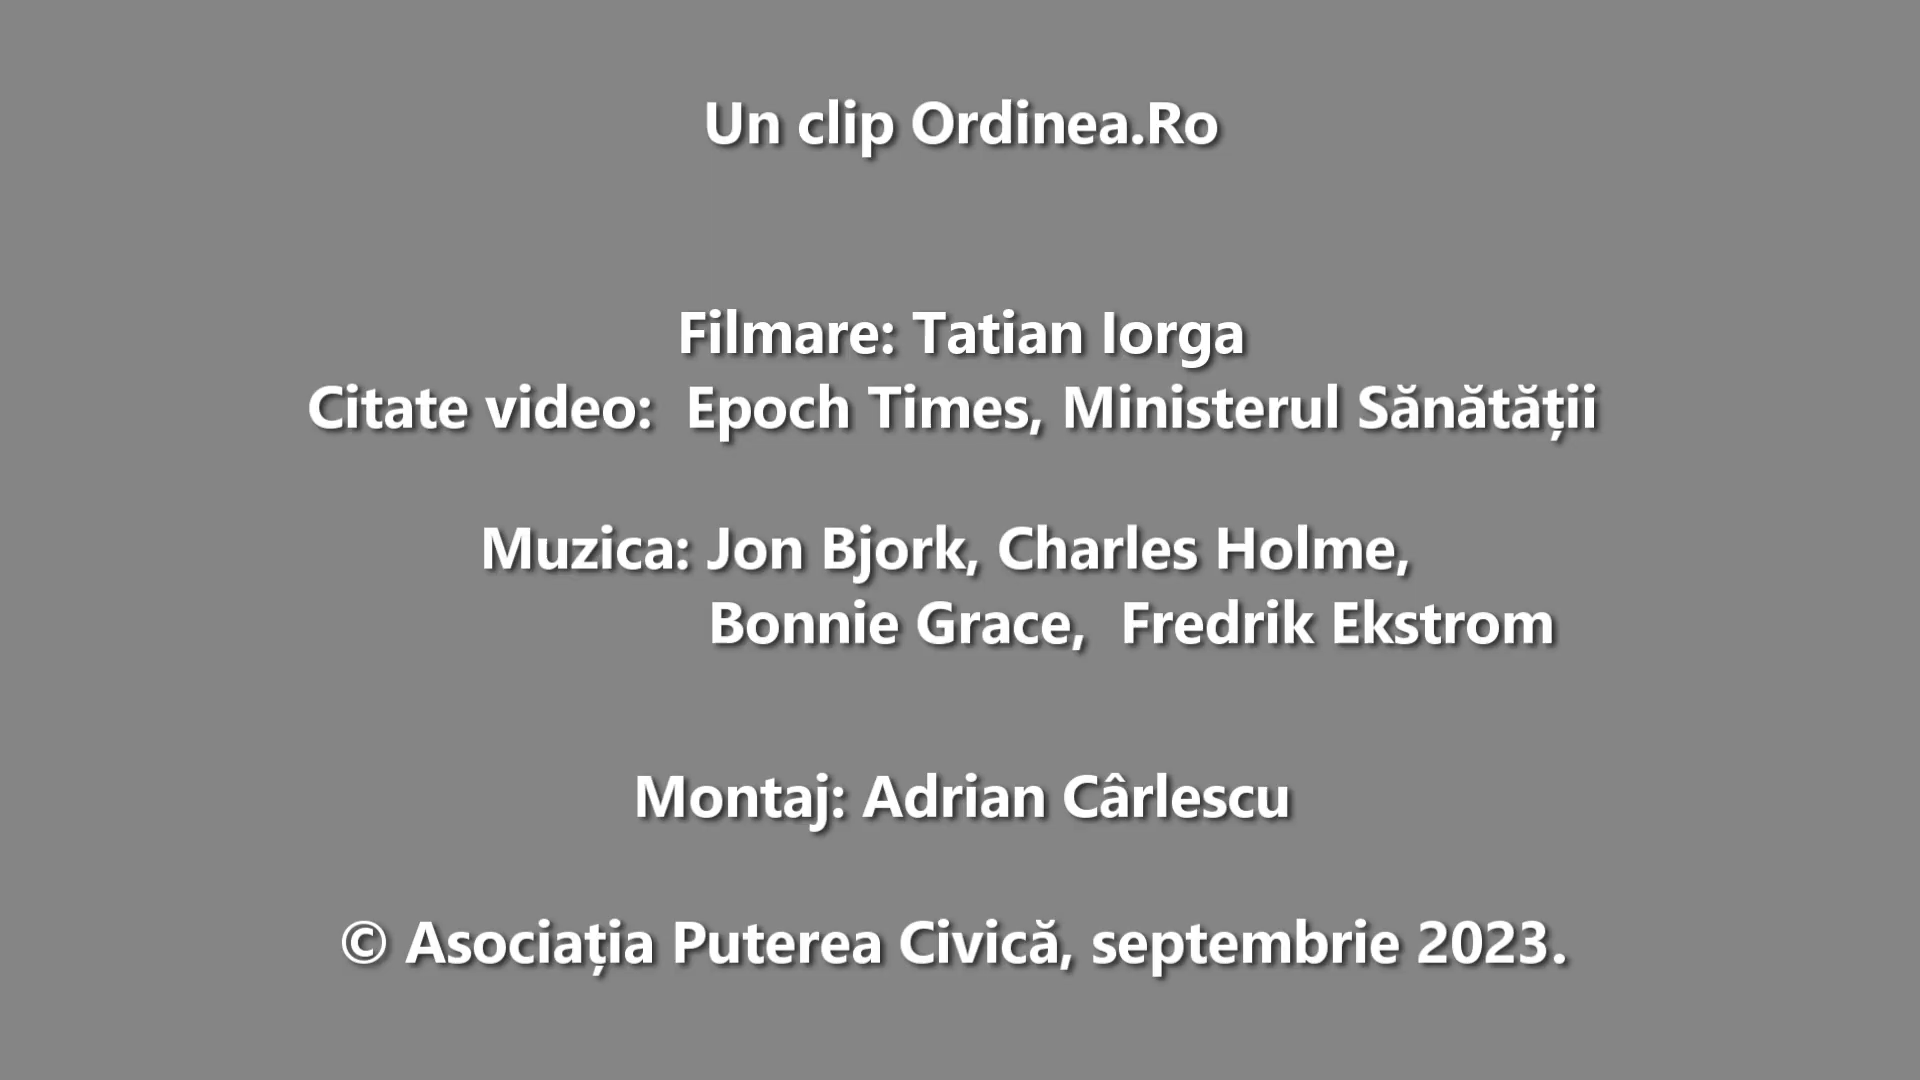 Un clip Ordinea.Ro
Filmare: Tatian Iorga
Citate video:  Epoch Times, Ministerul Sănătății
Muzica: Jon Bjork, Charles Holme,
Bonnie Grace,  Fredrik Ekstrom
Montaj: Adrian Cârlescu
© Asociația Puterea Civică, septembrie 2023.